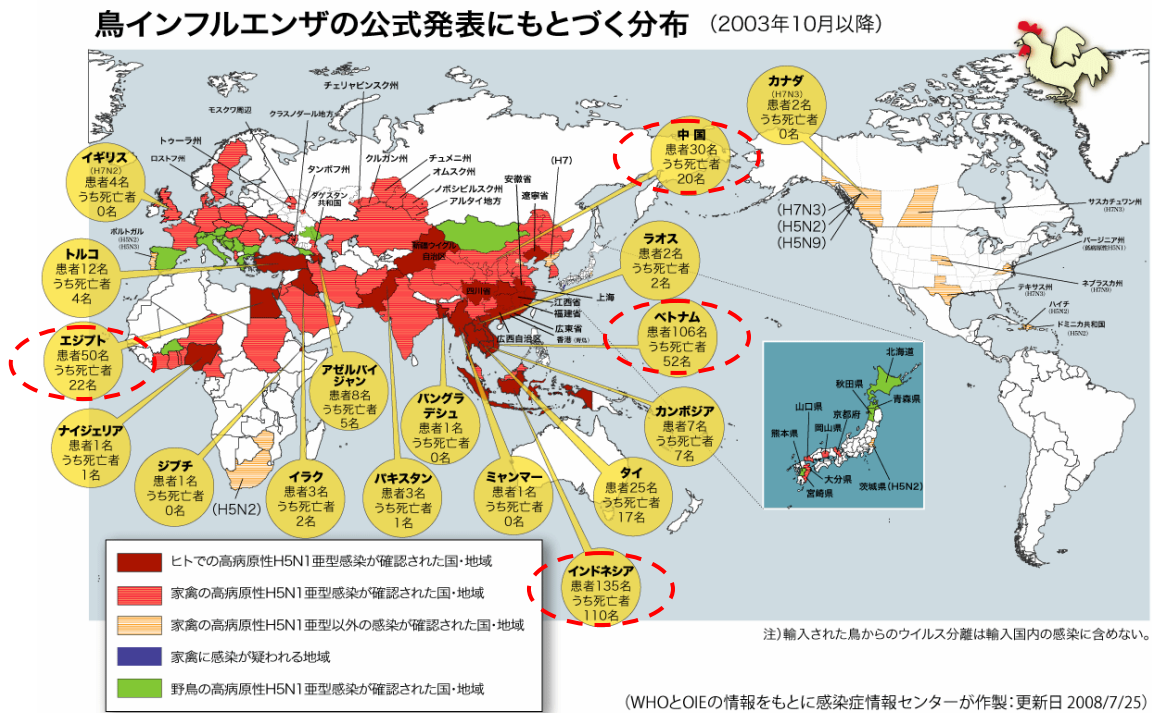 鳥インフルエンザの公式発表にもとづく分布 (2003年10月以降)
チェリャビンスク州
モスクワ周辺
クラスノダール地方
トゥーラ州
ロストフ州
タンボフ州
クルガン州
チュメニ州
オムスク州
ノボシビルスク州
アルタイ地方
ダゲスタン
共和国
(H7)
安徽省
遼寧省
カナダ
(H7N3)
患者2名
うち死亡者
0名
中 国
患者30名
うち死亡者
20名
イギリス
(H7N2)
患者4名
うち死亡者
0名
ポルトガル
(H5N2)
(H5N3)
(H7N3)
(H5N2)
(H5N9)
サスカチュワン州
(H7N3)
バージニア州
テキサス州
(H7N3)
ネブラスカ州
(H7N9)
ハイチ
(H5N2)
ドミニカ共和国
(H5N2)
新疆ウイグル
自治区
四川省
江西省
福建省
上海
広東省
香港(野鳥)
広西自治区
ラオス
患者2名
うち死亡者
2名
トルコ
患者12名
うち死亡者
4名
ベトナム
患者106名
うち死亡者
52名
エジプト
患者50名
うち死亡者
22名
アゼルバイ
ジャン
患者8名
うち死亡者
5名
バングラ
デシュ
患者1名
うち死亡者
0名
カンボジア
患者7名
うち死亡者
7名
ナイジェリア
患者1名
うち死亡者
1名
ジブチ
患者1名
うち死亡者
0名
(H5N2)
イラク
患者3名
うち死亡者
2名
パキスタン
患者3名
うち死亡者
1名
ミャンマー
患者1名
うち死亡者
0名
タイ
患者25名
うち死亡者
17名
インドネシア
患者135名
うち死亡者
110名
北海道
秋田県
青森県
山口県
京都府
岡山県
熊本県
大分県
宮崎県
茨城県(H5N2)
ヒトでの高病原性H5N1亜型感染が確認された国・地域
家禽の高病原性H5N1亜型感染が確認された国・地域
家禽の高病原性H5N1亜型以外の感染が確認された国・地域
家禽に感染が疑われる地域
野鳥の高病原性H5N1亜型感染が確認された国・地域
注)輸入された鳥からのウイルス分離は輸入国内の感染に含めない。
(WHOとOIEの情報をもとに感染症情報センターが作製:更新日 2008/7/25)